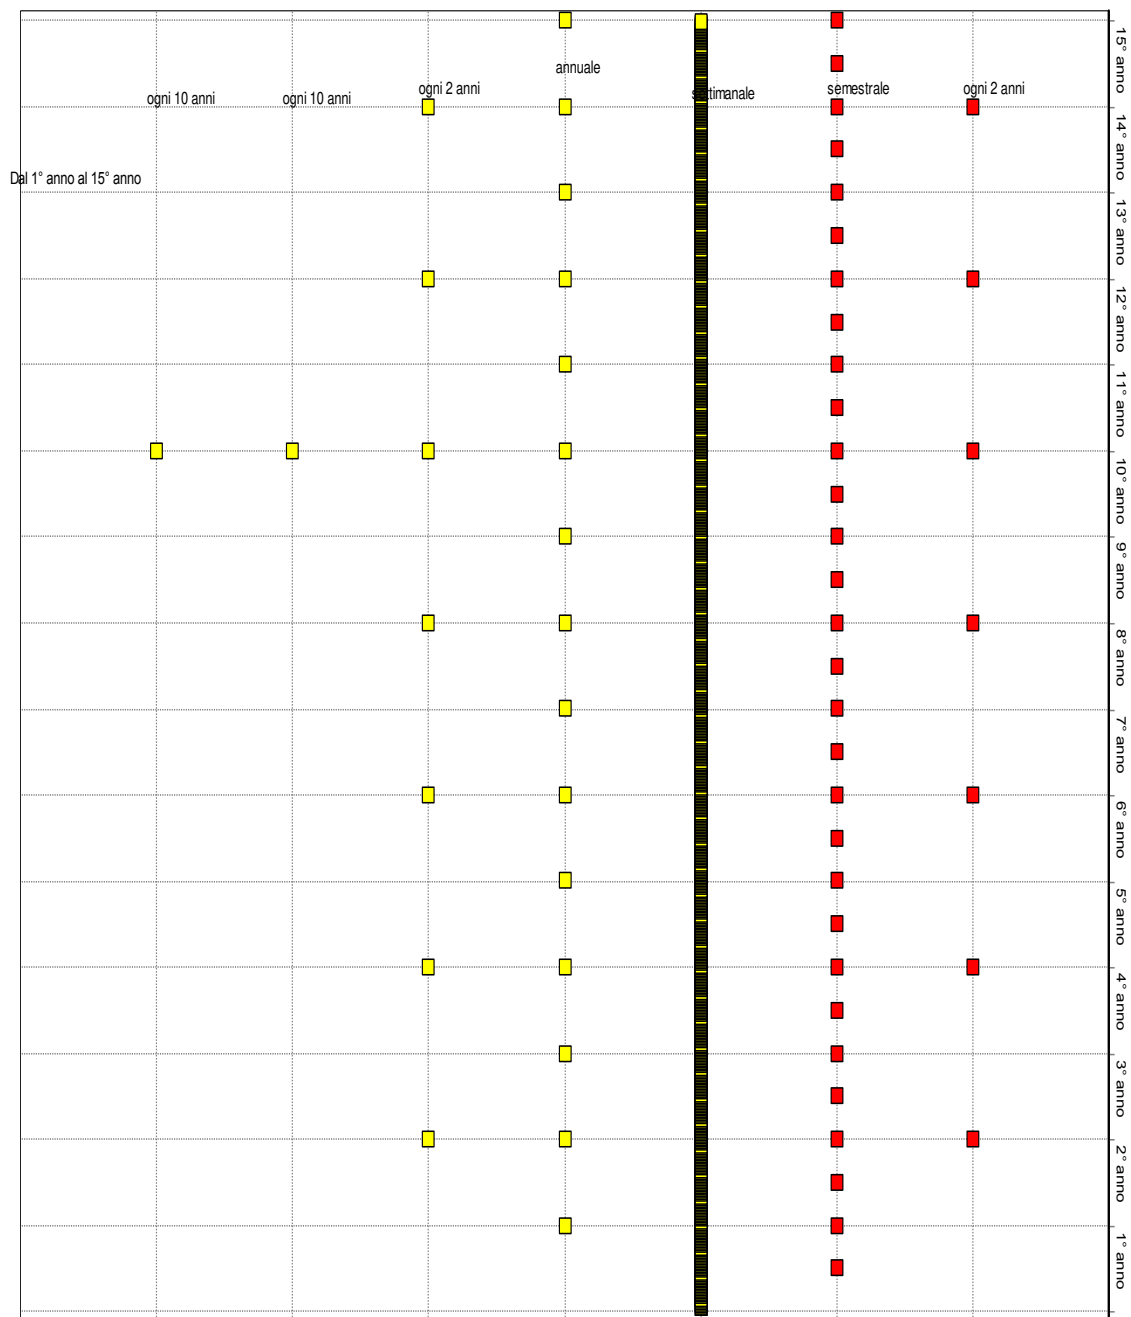 annuale
ogni 2 anni
semestrale
ogni 2 anni
settimanale
ogni 10 anni
ogni 10 anni
Dal 1° anno al 15° anno
15° anno
14° anno
13° anno
12° anno
11° anno
10° anno
9° anno
8° anno
7° anno
6° anno
5° anno
4° anno
3° anno
2° anno
1° anno